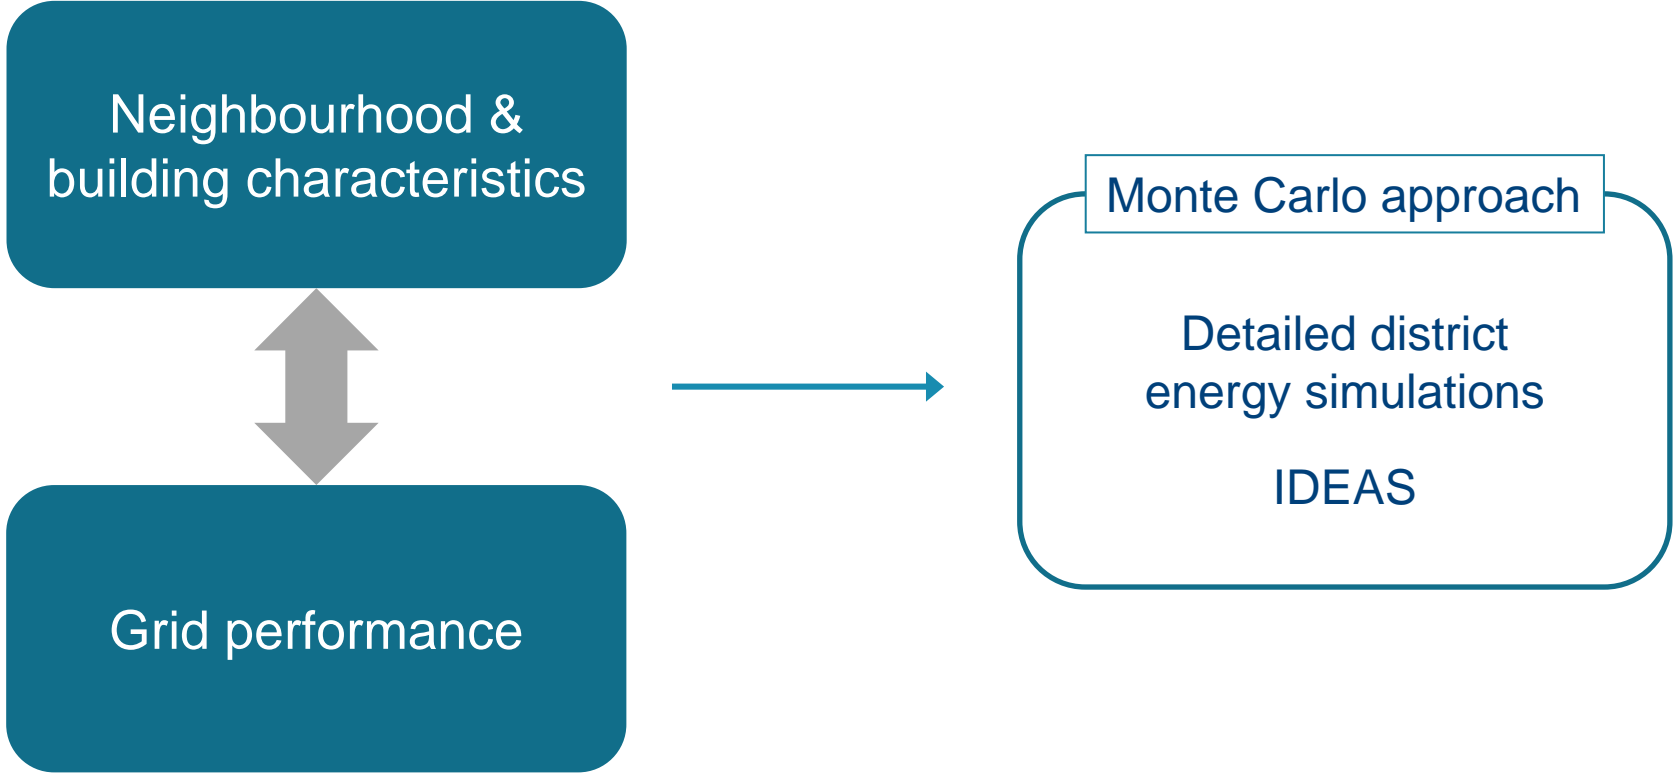 Neighbourhood &
building characteristics
Grid performance
Monte Carlo approach
Detailed district
energy simulations
IDEAS